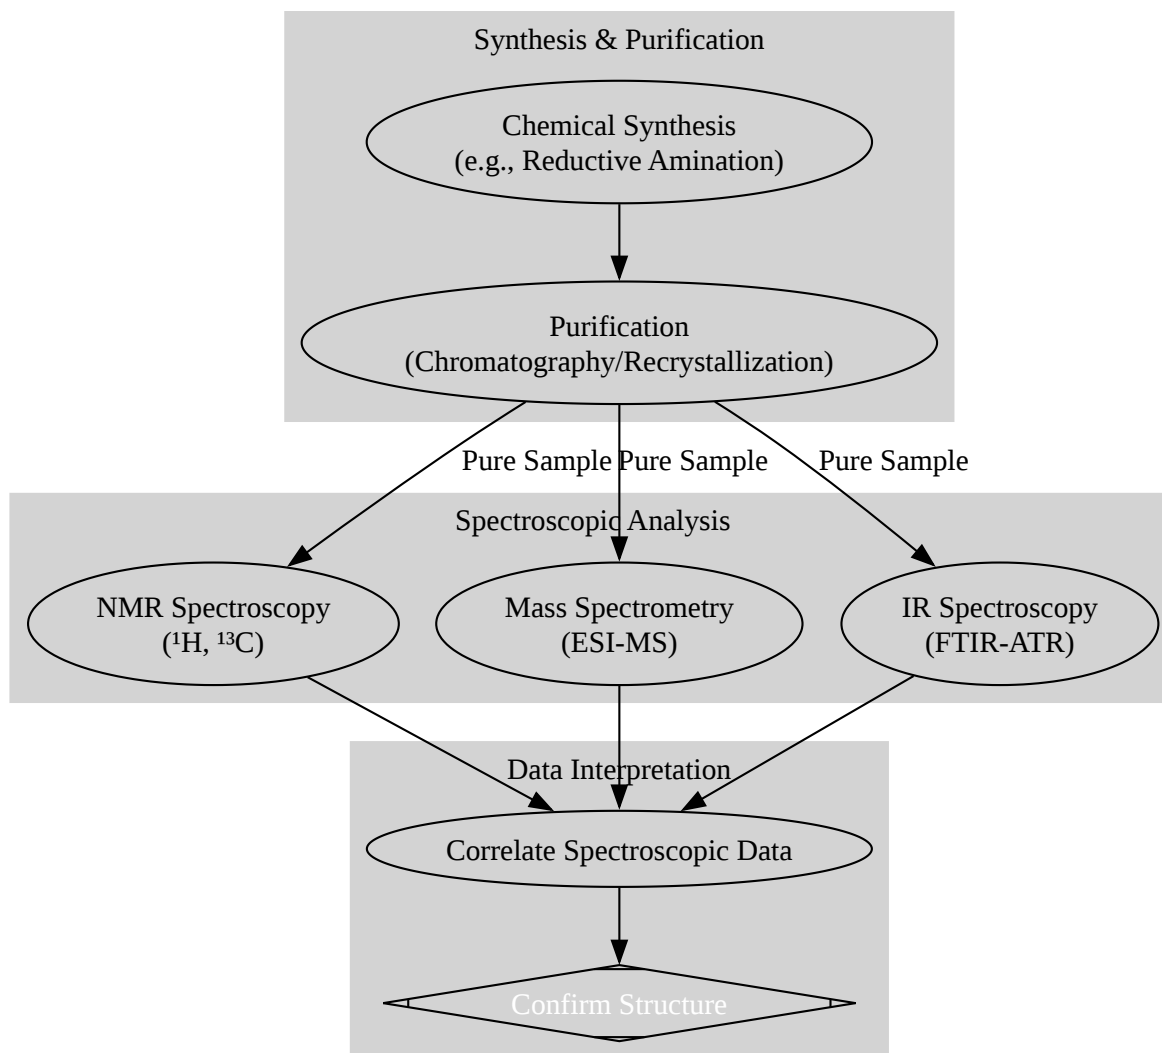 Synthesis & Purification
Chemical Synthesis
(e.g., Reductive Amination)
Purification
(Chromatography/Recrystallization)
Pure Sample
Pure Sample
Pure Sample
Spectroscopic Analysis
NMR Spectroscopy
(¹H, ¹³C)
Mass Spectrometry
(ESI-MS)
IR Spectroscopy
(FTIR-ATR)
Data Interpretation
Correlate Spectroscopic Data
Confirm Structure